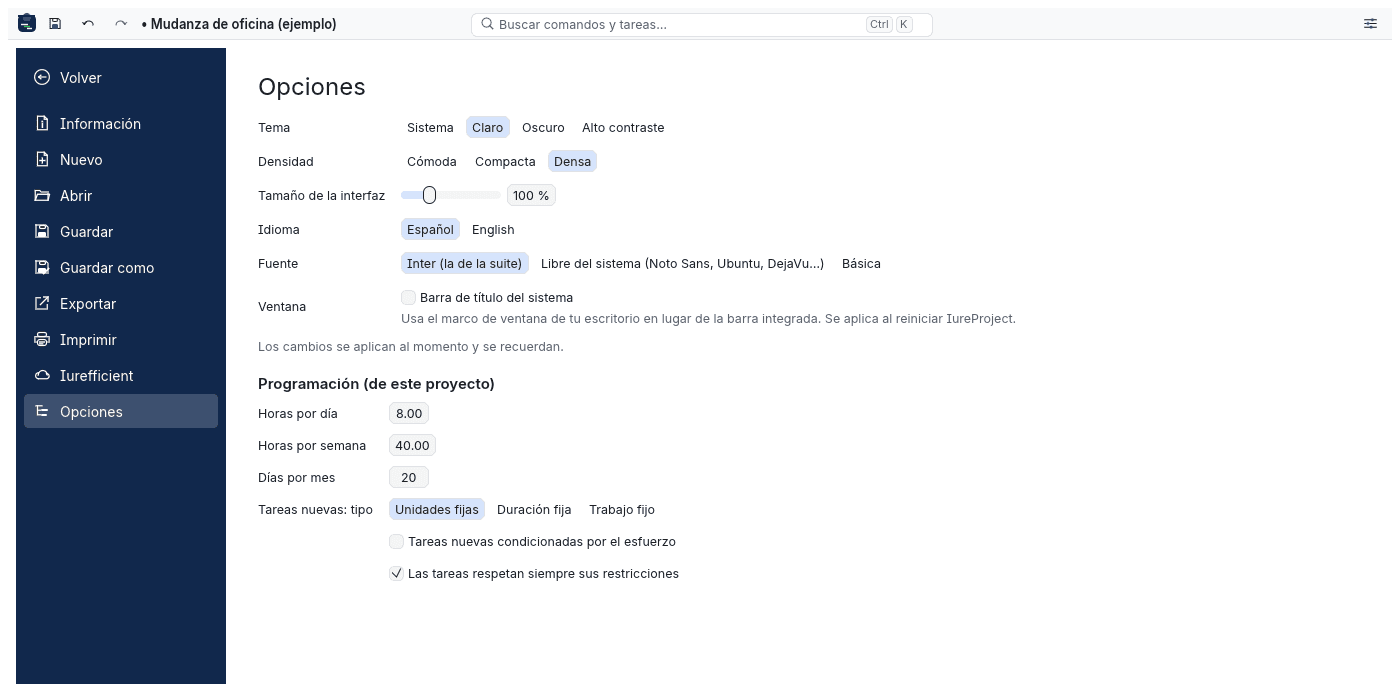 • Mudanza de oficina (ejemplo)
Buscar comandos y tareas...
Ctrl K
Volver
Información
Nuevo
Abrir
Guardar
Guardar como
Exportar
Imprimir
Iurefficient
Opciones
Opciones
Tema Sistema Claro Oscuro Alto contraste
Densidad Cómoda Compacta Densa
Tamaño de la interfaz 100 %
Idioma Español English
Fuente Inter (la de la suite) Libre del sistema (Noto Sans, Ubuntu, DejaVu...) Básica
Ventana Barra de título del sistema
Usa el marco de ventana de tu escritorio en lugar de la barra integrada. Se aplica al reiniciar IureProject.
Los cambios se aplican al momento y se recuerdan.
Programación (de este proyecto)
Horas por día 8.00
Horas por semana 40.00
Días por mes 20
Tareas nuevas: tipo Unidades fijas Duración fija Trabajo fijo
Tareas nuevas condicionadas por el esfuerzo
Las tareas respetan siempre sus restricciones